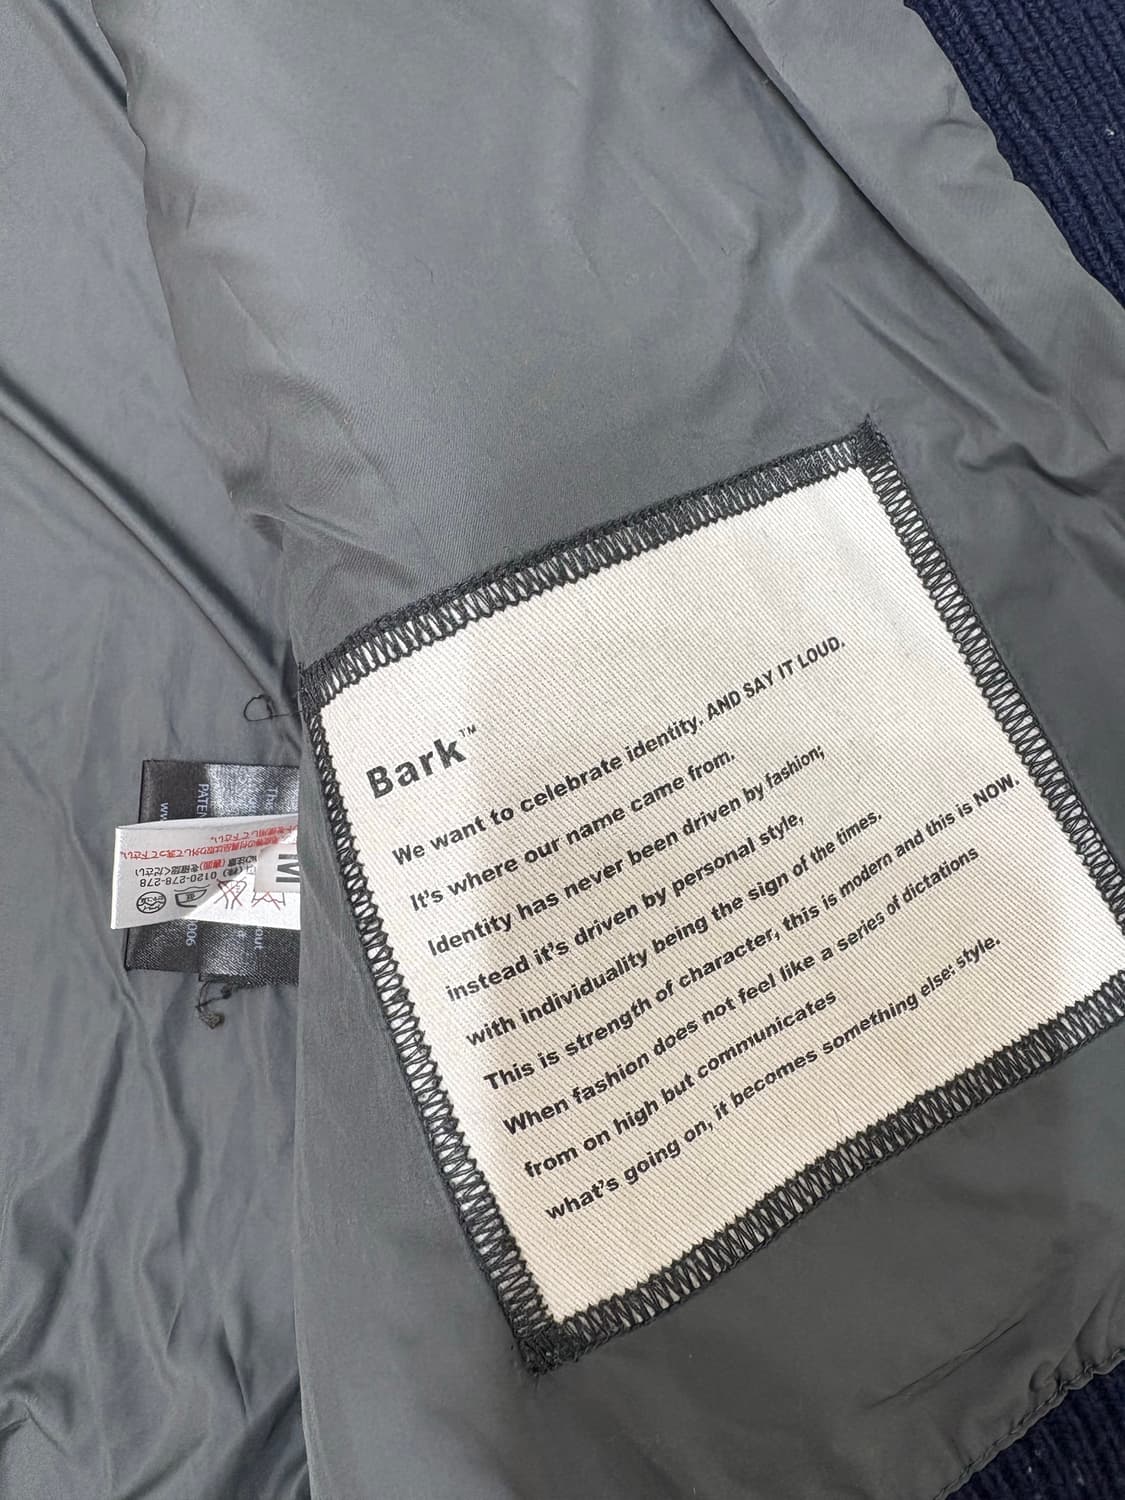 Bark™
We want to celebrate identity. AND SAY IT LOUD.
It's where our name came from.
Identity has never been driven by fashion;
instead it's driven by personal style,
with individuality being the sign of the times.
This is strength of character, this is modern and this is NOW.
When fashion does not feel like a series of dictations
from on high but communicates
what's going on, it becomes something else: style.
M
0120-278-278